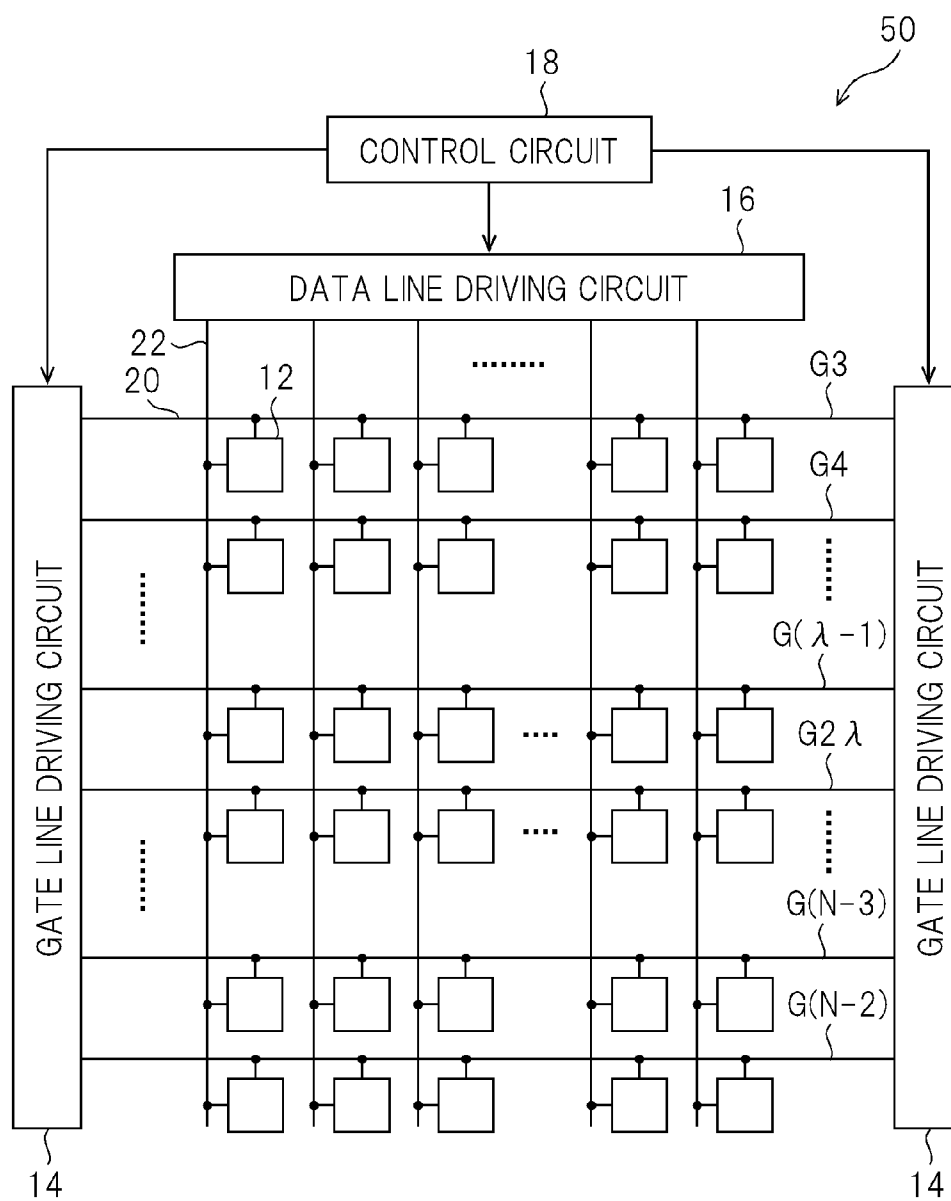 50
18
CONTROL CIRCUIT
16
DATA LINE DRIVING CIRCUIT
22
........
20
12
G3
G4
GATE LINE DRIVING CIRCUIT
GATE LINE DRIVING CIRCUIT
G(λ-1)
....
G2λ
....
G(N-3)
G(N-2)
14
14